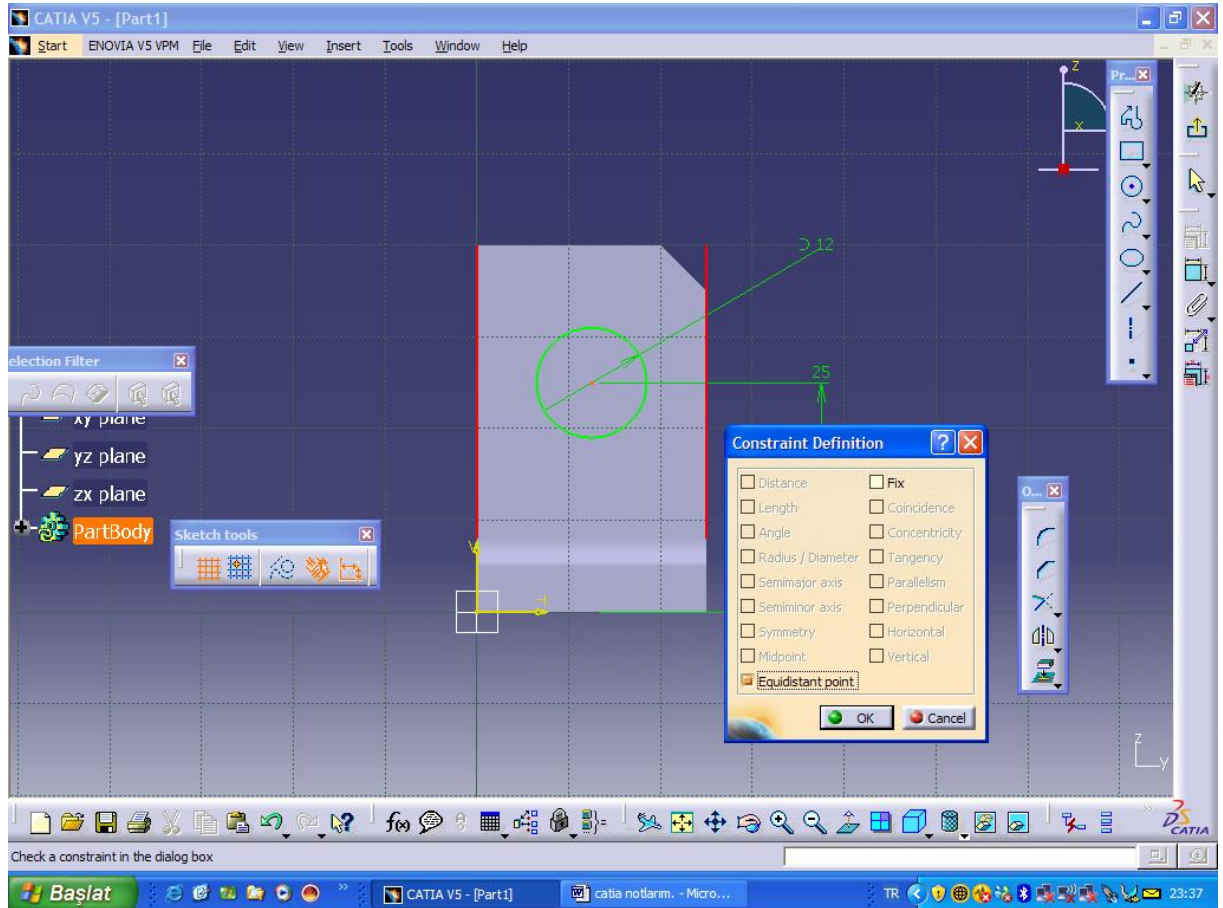 CATIA V5 - [Part1]
Start ENOVIA V5 VPM File Edit View Insert Tools Window Help
Z
X
Pr...
D 12
25
election Filter
xy plane
yz plane
zx plane
PartBody
Sketch tools
V
H
Constraint Definition
Distance
Fix
Length
Coincidence
Angle
Concentricity
Radius / Diameter
Tangency
Semimajor axis
Parallelism
Semiminor axis
Perpendicular
Symmetry
Horizontal
Midpoint
Vertical
Equidistant point
OK
Cancel
O...
z
y
f(x)
CATIA
Check a constraint in the dialog box
Başlat
CATIA V5 - [Part1]
catia notlarım. - Micro...
TR
23:37